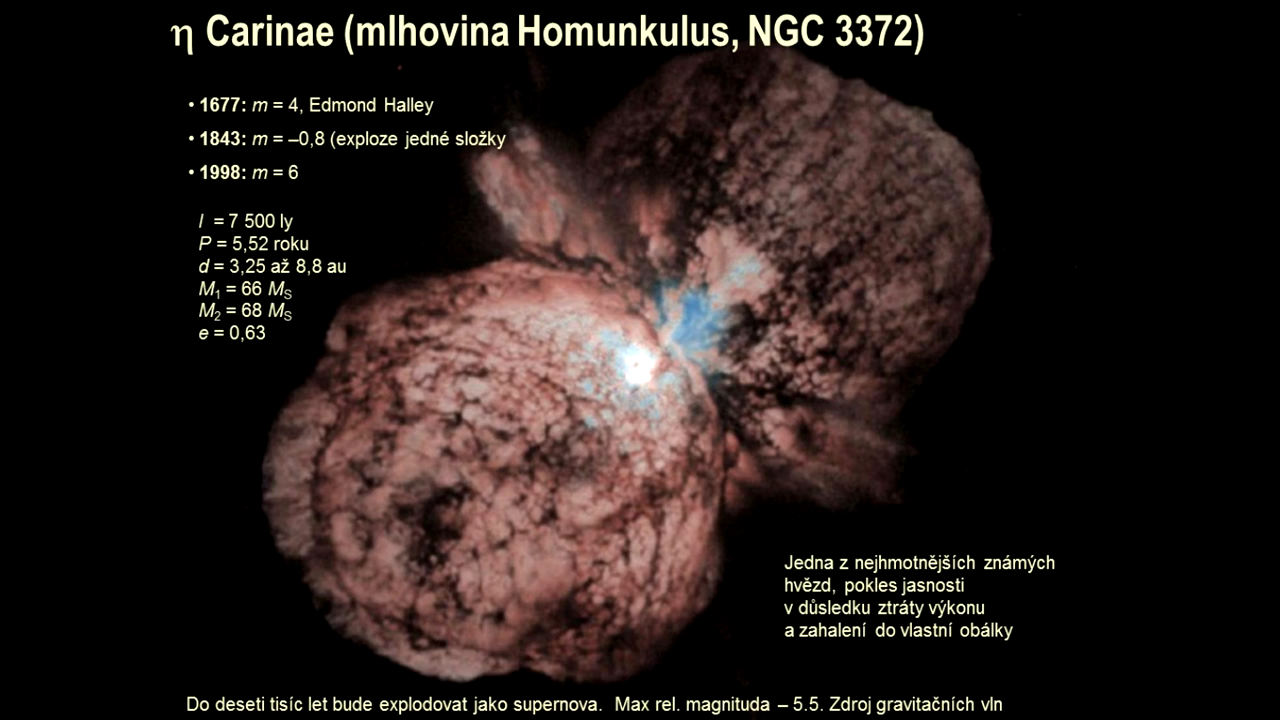 η Carinae (mlhovina Homunkulus, NGC 3372)
• 1677: m = 4, Edmond Halley
• 1843: m = –0,8 (exploze jedné složky
• 1998: m = 6
l = 7 500 ly
P = 5,52 roku
d = 3,25 až 8,8 au
M1 = 66 MS
M2 = 68 MS
e = 0,63
Jedna z nejhmotnějších známých
hvězd, pokles jasnosti
v důsledku ztráty výkonu
a zahalení do vlastní obálky
Do deseti tisíc let bude explodovat jako supernova. Max rel. magnituda – 5.5. Zdroj gravitačních vln